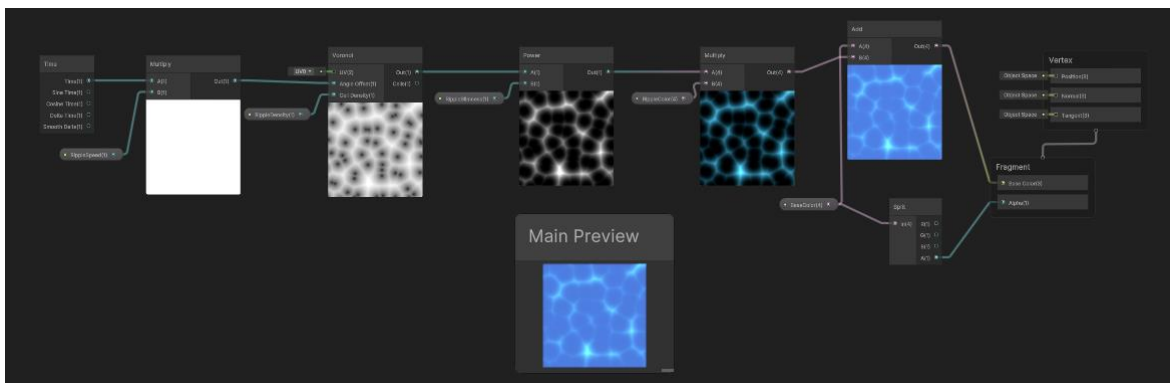 Time
Time(1)
Sine Time(1)
Cosine Time(1)
Delta Time(1)
Smooth Delta(1)
RippleSpeed(1)
Multiply
A(1)
B(1)
Out(1)
Voronoi
UV0
UV(2)
Angle Offset(1)
Cell Density(1)
Out(1)
Cells(1)
RippleDensity(1)
Power
A(1)
B(1)
Out(1)
RippleSlimness(1)
Multiply
A(4)
B(4)
Out(4)
RippleColor(4)
Add
A(4)
B(4)
Out(4)
BaseColor(4)
Split
In(4)
R(1)
G(1)
B(1)
A(1)
Vertex
Object Space
Position(3)
Object Space
Normal(3)
Object Space
Tangent(3)
Fragment
Base Color(3)
Alpha(1)
Main Preview